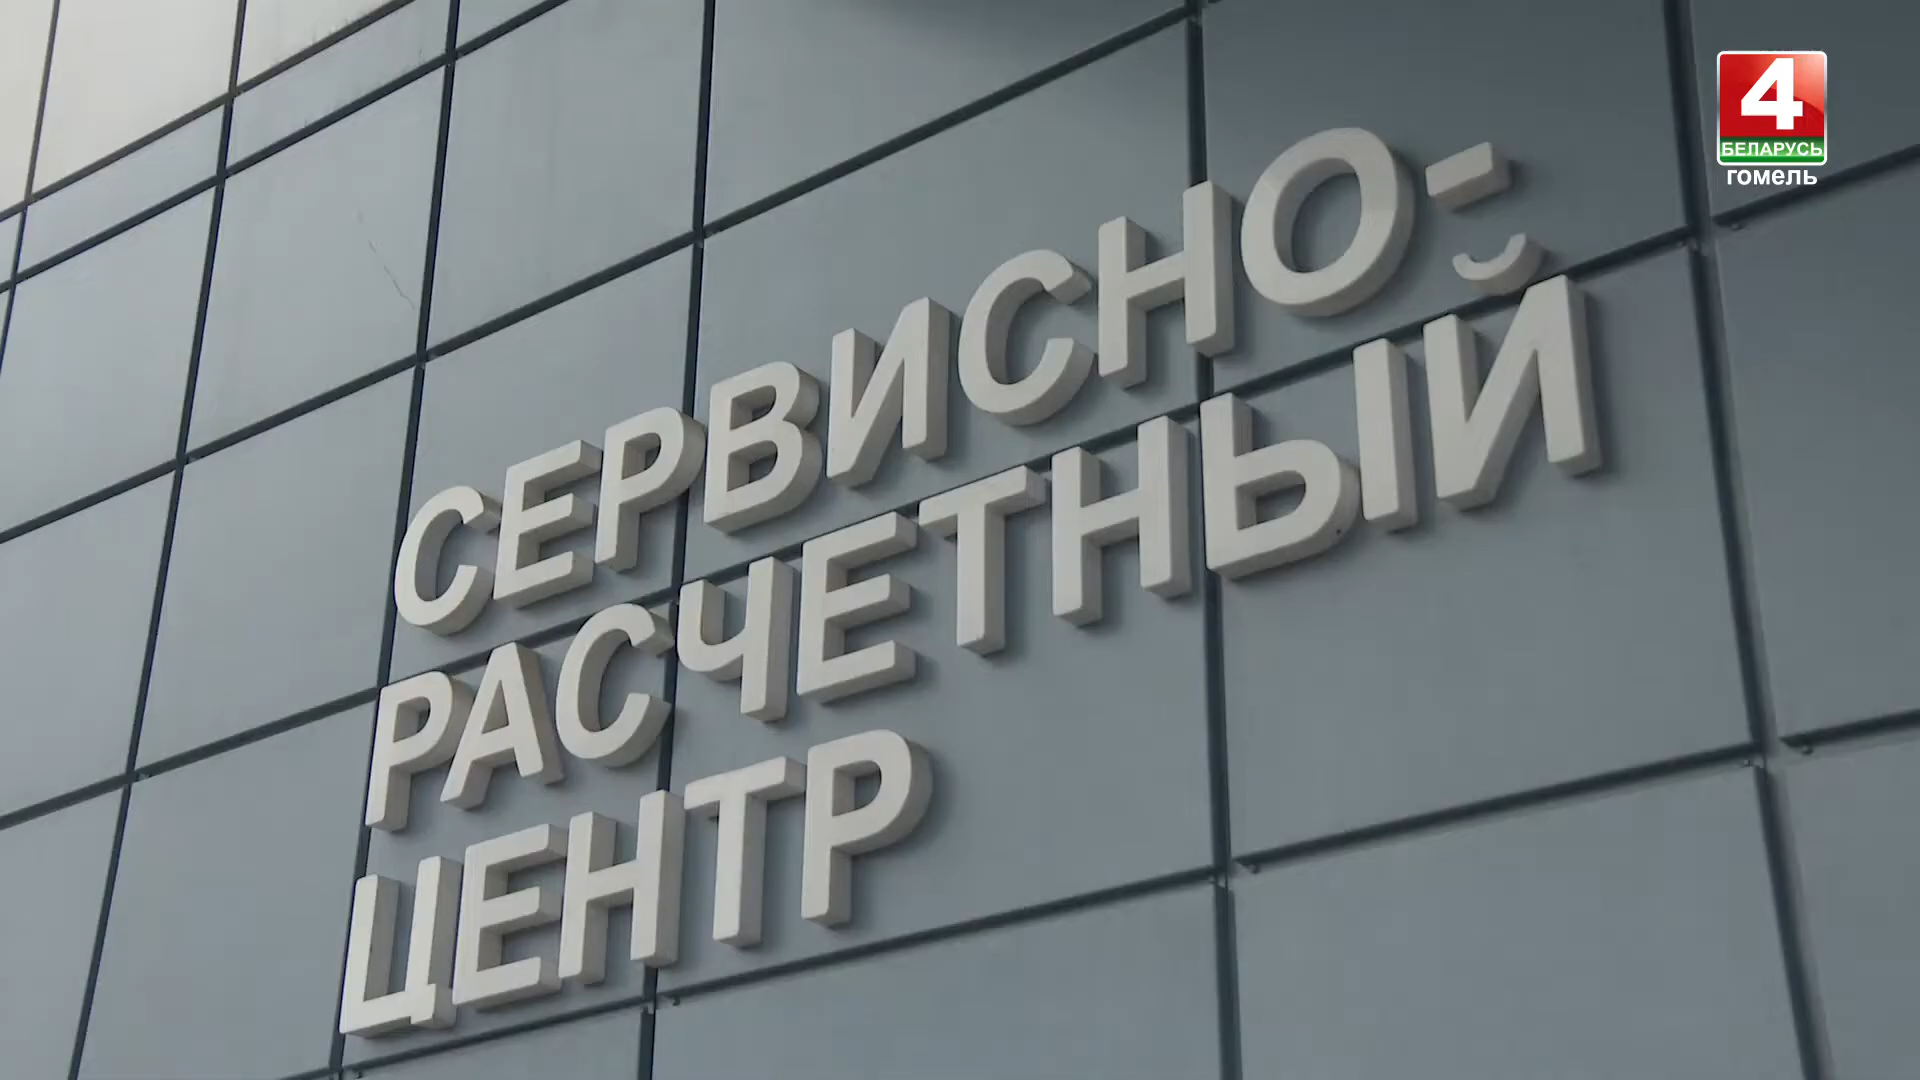 СЕРВИСНО-
РАСЧЕТНЫЙ
ЦЕНТР
4
БЕЛАРУСЬ
гомель